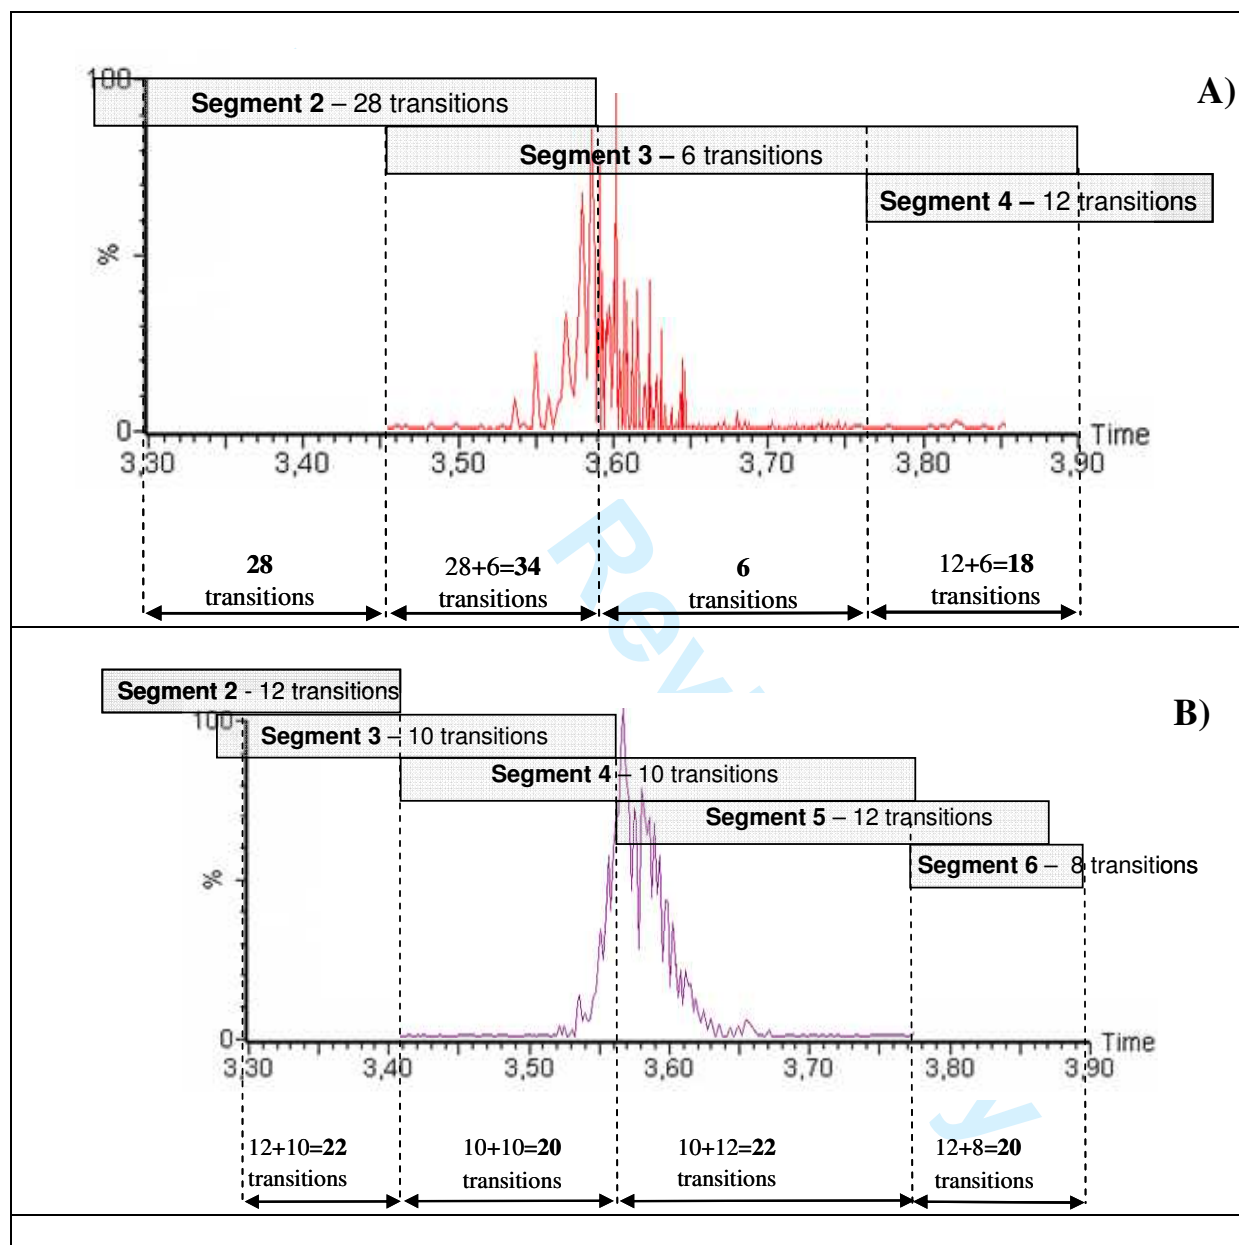 A)
100
Segment 2 – 28 transitions
Segment 3 – 6 transitions
Segment 4 – 12 transitions
%
0
Time
3,30 3,40 3,50 3,60 3,70 3,80 3,90
28 transitions
28+6=34 transitions
6 transitions
12+6=18 transitions
Rev
B)
Segment 2 - 12 transitions
100
Segment 3 – 10 transitions
Segment 4 – 10 transitions
Segment 5 – 12 transitions
Segment 6 – 8 transitions
%
0
Time
3,30 3,40 3,50 3,60 3,70 3,80 3,90
y
12+10=22 transitions
10+10=20 transitions
10+12=22 transitions
12+8=20 transitions